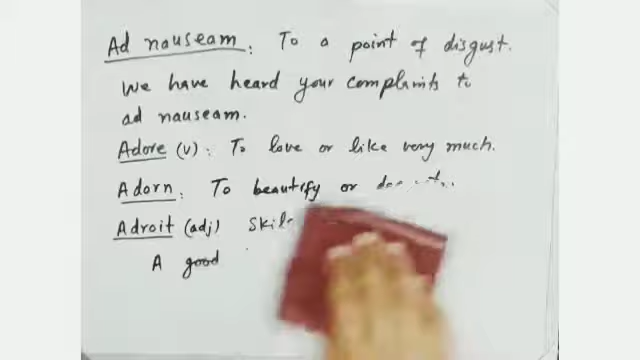 Ad nauseam: To a point of disgust.
We have heard your complaints to
ad nauseam.
Adore (v): To love or like very much.
Adorn: To beautify or
Adroit (adj)
A good